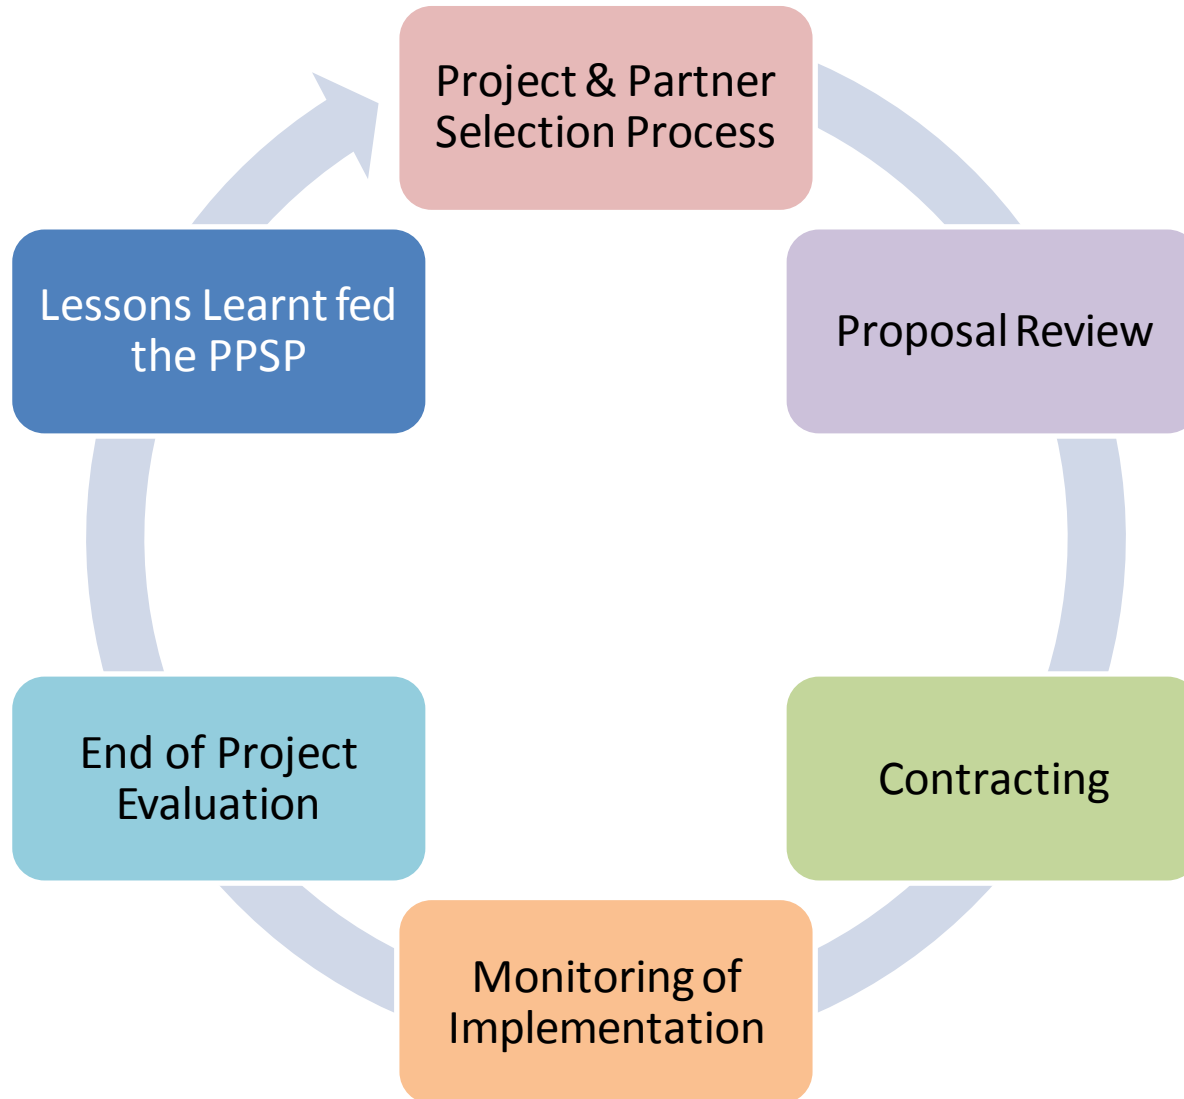 Project & Partner
Selection Process
Proposal Review
Contracting
Monitoring of
Implementation
End of Project
Evaluation
Lessons Learnt fed
the PPSP